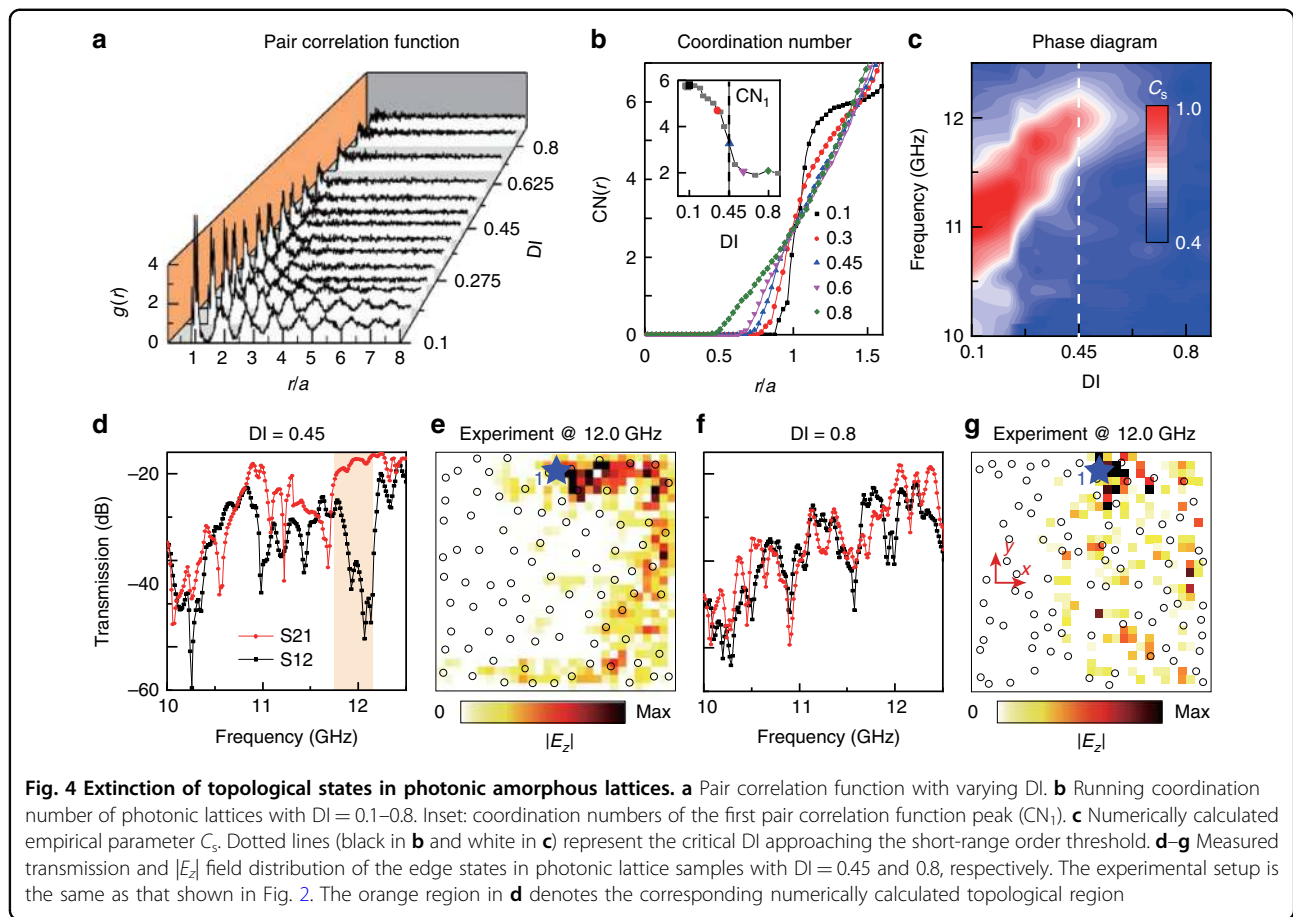 a
Pair correlation function
g(r)
4
2
0
1 2 3 4 5 6 7 8
r/a
0.8
0.625
0.45
0.275
0.1
DI
b
Coordination number
CN(r)
6
4
2
0
0 0.5 1 1.5
r/a
6
4
2
CN1
0.1 0.45 0.8
DI
0.1
0.3
0.45
0.6
0.8
c
Phase diagram
Frequency (GHz)
12
11
10
0.1 0.45 0.8
DI
Cs
1.0
0.4
d
DI = 0.45
Transmission (dB)
−20
−40
−60
S21
S12
10 11 12
Frequency (GHz)
e
Experiment @ 12.0 GHz
1
0 Max
|Ez|
f
DI = 0.8
10 11 12
Frequency (GHz)
g
Experiment @ 12.0 GHz
1
y
x
0 Max
|Ez|
Fig. 4 Extinction of topological states in photonic amorphous lattices. a Pair correlation function with varying DI. b Running coordination
number of photonic lattices with DI = 0.1–0.8. Inset: coordination numbers of the first pair correlation function peak (CN1). c Numerically calculated
empirical parameter Cs. Dotted lines (black in b and white in c) represent the critical DI approaching the short-range order threshold. d–g Measured
transmission and |Ez| field distribution of the edge states in photonic lattice samples with DI = 0.45 and 0.8, respectively. The experimental setup is
the same as that shown in Fig. 2. The orange region in d denotes the corresponding numerically calculated topological region